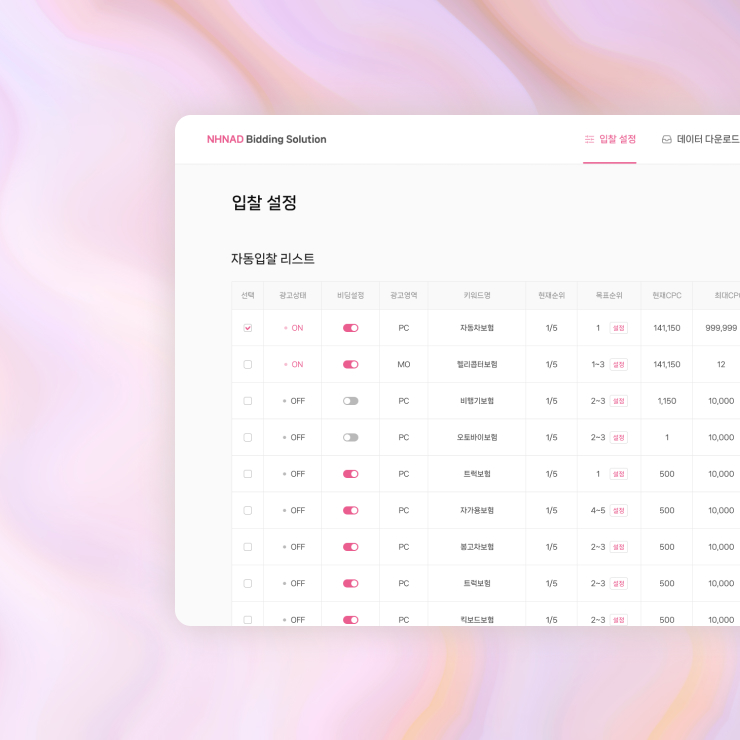 NHNAD Bidding Solution 입찰 설정 데이터 다운로드
입찰 설정
자동입찰 리스트
선택 광고상태 비딩설정 광고영역 키워드명 현재순위 목표순위 현재CPC 최대CPC
ON PC 자동차보험 1/5 1 설정 141,150 999,999
ON MO 헬리콥터보험 1/5 1~3 설정 141,150 12
OFF PC 비행기보험 1/5 2~3 설정 1,150 10,000
OFF PC 오토바이보험 1/5 2~3 설정 1 10,000
OFF PC 트럭보험 1/5 1 설정 500 10,000
OFF PC 자가용보험 1/5 4~5 설정 500 10,000
OFF PC 봉고차보험 1/5 2~3 설정 500 10,000
OFF PC 트럭보험 1/5 2~3 설정 500 10,000
OFF PC 킥보드보험 1/5 2~3 설정 500 10,000